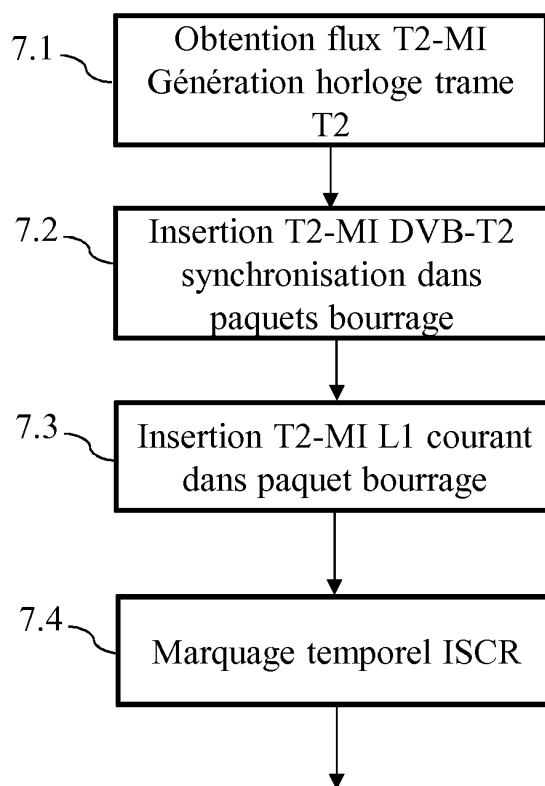 7.1
Obtention flux T2-MI
Génération horloge trame
T2
7.2
Insertion T2-MI DVB-T2
synchronisation dans
paquets bourrage
7.3
Insertion T2-MI L1 courant
dans paquet bourrage
7.4
Marquage temporel ISCR